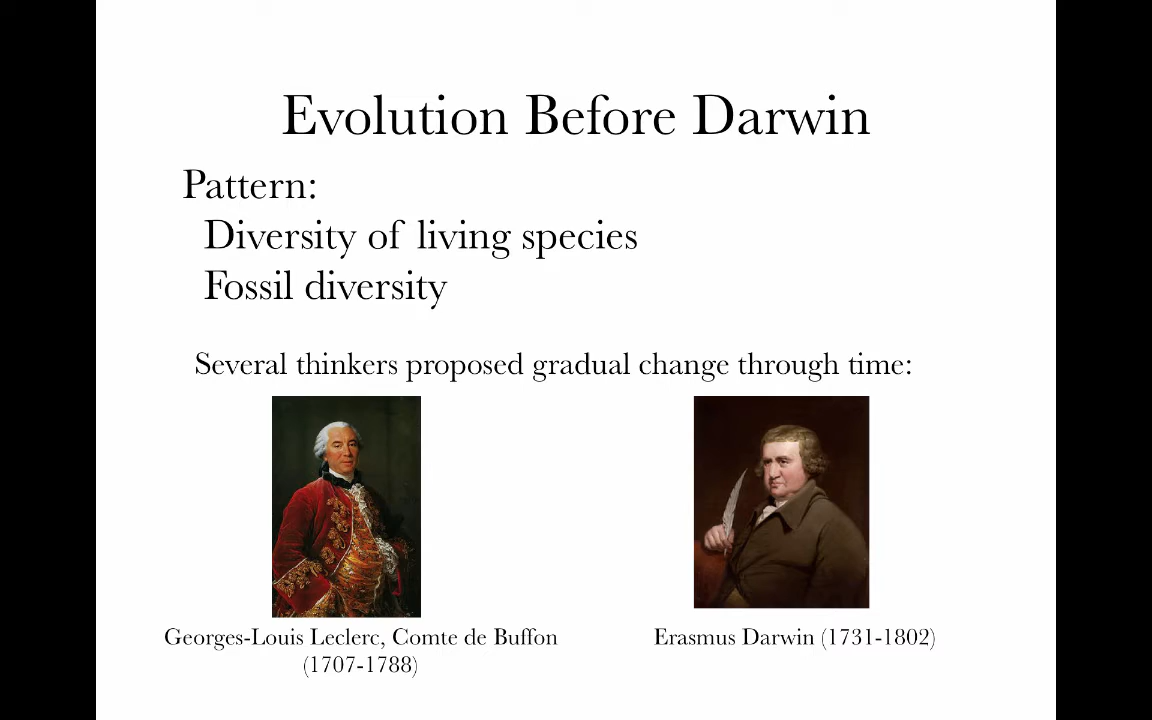 Evolution Before Darwin
Pattern:
Diversity of living species
Fossil diversity
Several thinkers proposed gradual change through time:
Georges-Louis Leclerc, Comte de Buffon
(1707-1788)
Erasmus Darwin (1731-1802)